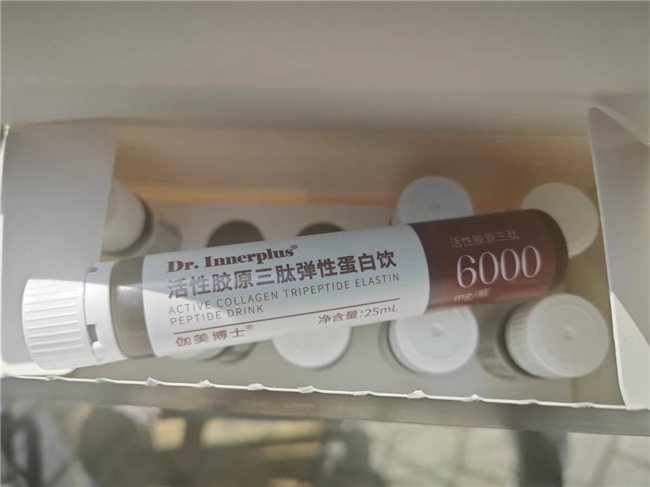 Dr. Innerplus®
活性胶原三肽弹性蛋白饮
ACTIVE COLLAGEN TRIPEPTIDE ELASTIN
PEPTIDE DRINK
伽美博士®
净含量:25mL
活性胶原三肽
6000
mg/瓶